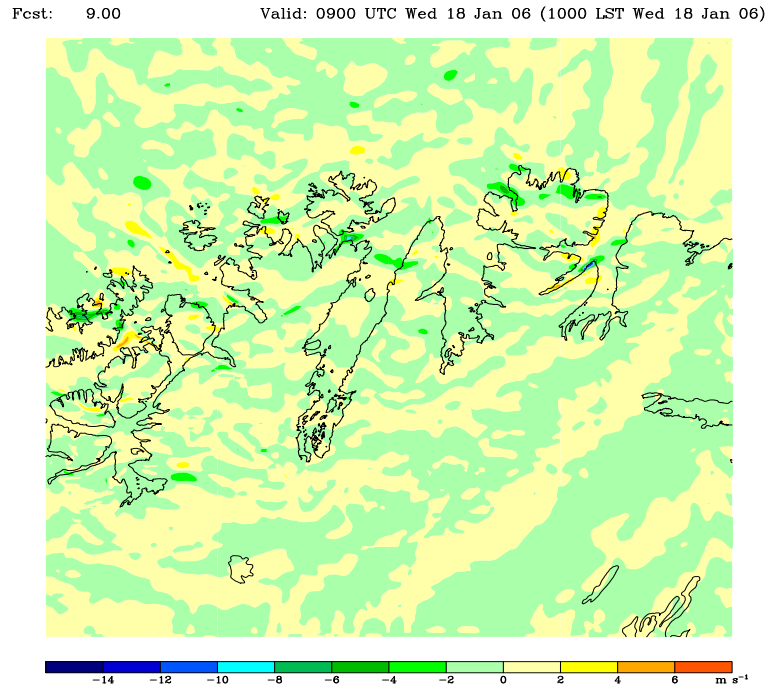 Fcst: 9.00 Valid: 0900 UTC Wed 18 Jan 06 (1000 LST Wed 18 Jan 06)
−14 −12 −10 −8 −6 −4 −2 0 2 4 6 m s⁻¹